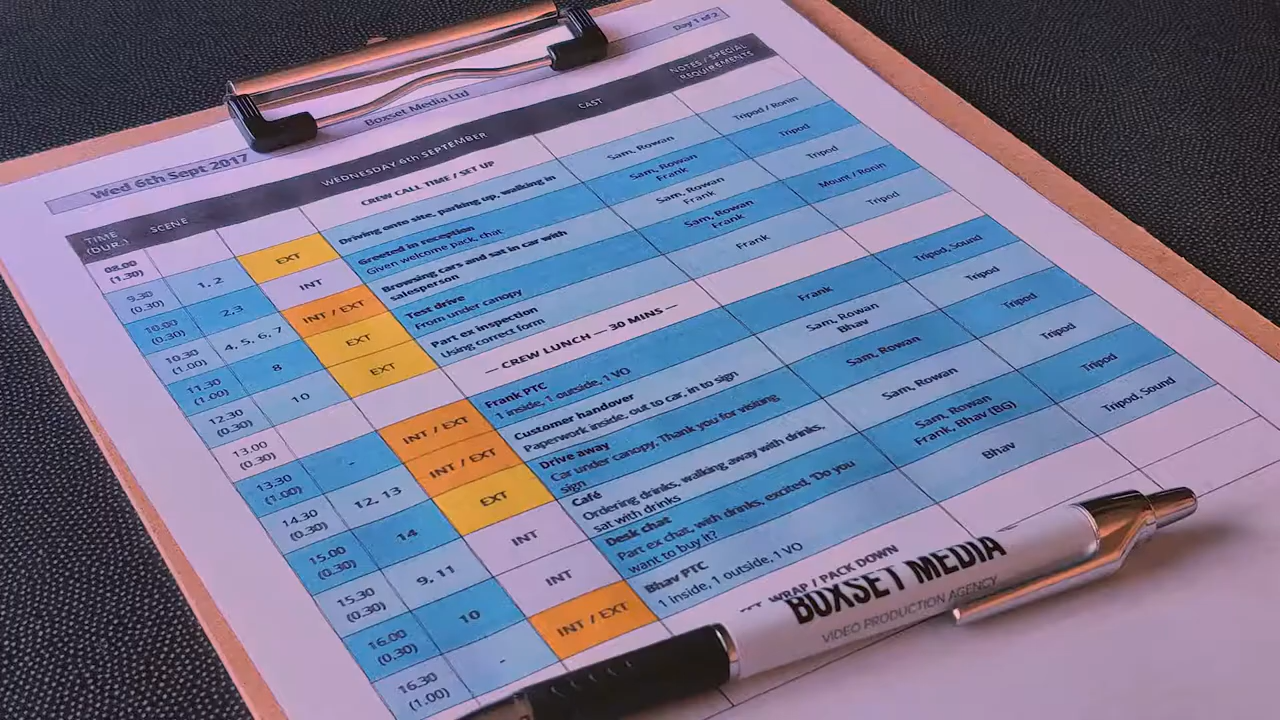 Day 1 of 2
Boxset Media Ltd
Wed 6th Sept 2017
TIME (DUR.) SCENE WEDNESDAY 6th SEPTEMBER CAST NOTES / SPECIAL REQUIREMENTS
08.00 (1.30) CREW CALL TIME / SET UP
9.30 (0.30) 1, 2 EXT Driving onto site, parking up, walking in Sam, Rowan Tripod / Ronin
10.00 (0.30) 2,3 INT Greeted in reception
Given welcome pack, chat Sam, Rowan Frank Tripod
10.30 (1.00) 4, 5, 6, 7 INT / EXT Browsing cars and sat in car with
salesperson Sam, Rowan Frank Tripod
11.30 (1.00) 8 EXT Test drive
From under canopy Sam, Rowan Frank Mount / Ronin
12.30 (0.30) 10 EXT Part ex inspection
Using correct form Frank Tripod
13.00 (0.30) — CREW LUNCH — 30 MINS —
13.30 (1.00) - INT / EXT Frank PTC
1 inside, 1 outside, 1 VO Frank Tripod, Sound
14.30 (0.30) 12, 13 INT / EXT Customer handover
Paperwork inside, out to car, in to sign Sam, Rowan Bhav Tripod
15.00 (0.30) 14 EXT Drive away
Car under canopy, Thank you for visiting
sign Sam, Rowan Tripod
15.30 (0.30) 9, 11 INT Café
Ordering drinks, walking away with drinks,
sat with drinks Sam, Rowan Tripod
16.00 (0.30) 10 INT Desk chat
Part ex chat, with drinks, excited. Do you
want to buy it? Sam, Rowan Frank, Bhav (BG) Tripod
16.30 (1.00) - INT / EXT Bhav PTC
1 inside, 1 outside, 1 VO Bhav Tripod, Sound
WRAP / PACK DOWN
BOXSET MEDIA
VIDEO PRODUCTION AGENCY